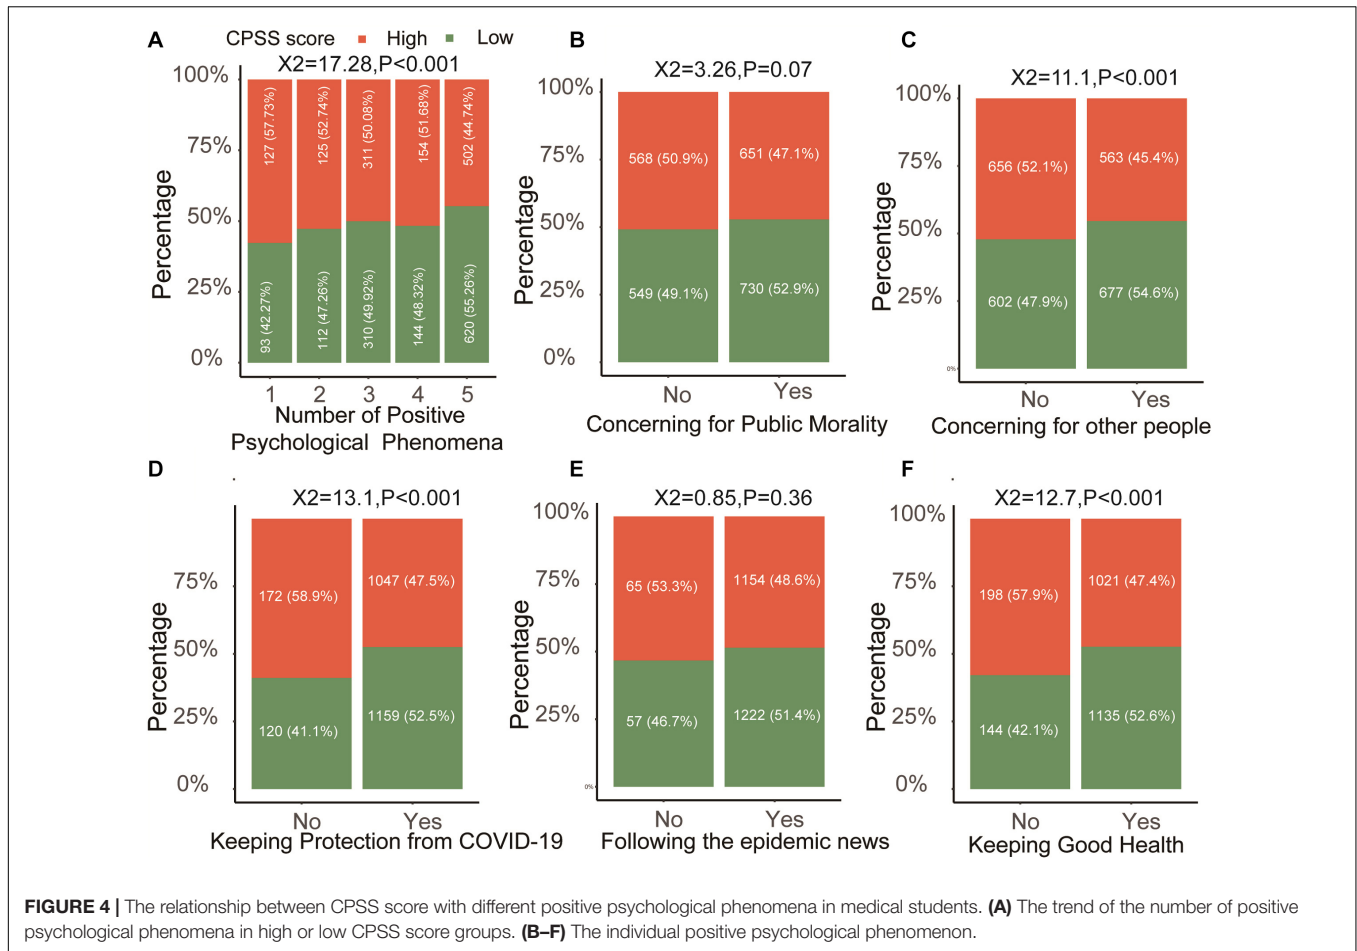 A
CPSS score High Low
X2=17.28,P<0.001
100%
75%
50%
25%
0%
Percentage
127 (57.73%)
125 (52.74%)
311 (50.08%)
154 (51.68%)
502 (44.74%)
93 (42.27%)
112 (47.26%)
310 (49.92%)
144 (48.32%)
620 (55.26%)
1 2 3 4 5
Number of Positive
Psychological Phenomena
B
X2=3.26,P=0.07
100%
75%
50%
25%
0%
Percentage
568 (50.9%)
651 (47.1%)
549 (49.1%)
730 (52.9%)
No Yes
Concerning for Public Morality
C
X2=11.1,P<0.001
100%
75%
50%
25%
0%
Percentage
656 (52.1%)
563 (45.4%)
602 (47.9%)
677 (54.6%)
No Yes
Concerning for other people
D
X2=13.1,P<0.001
75%
50%
25%
0%
Percentage
172 (58.9%)
1047 (47.5%)
120 (41.1%)
1159 (52.5%)
No Yes
Keeping Protection from COVID-19
E
X2=0.85,P=0.36
100%
75%
50%
25%
0%
Percentage
65 (53.3%)
1154 (48.6%)
57 (46.7%)
1222 (51.4%)
No Yes
Following the epidemic news
F
X2=12.7,P<0.001
100%
75%
50%
25%
0%
Percentage
198 (57.9%)
1021 (47.4%)
144 (42.1%)
1135 (52.6%)
No Yes
Keeping Good Health
FIGURE 4 | The relationship between CPSS score with different positive psychological phenomena in medical students. (A) The trend of the number of positive
psychological phenomena in high or low CPSS score groups. (B–F) The individual positive psychological phenomenon.